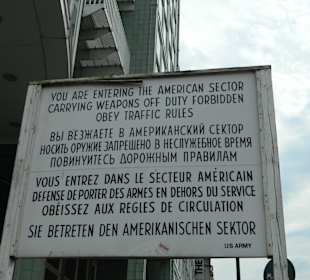 YOU ARE ENTERING THE AMERICAN SECTOR
CARRYING WEAPONS OFF DUTY FORBIDDEN
OBEY TRAFFIC RULES
ВЫ ВЕЗЖАЕТЕ В АМЕРИКАНСКИЙ СЕКТОР
НОСИТЬ ОРУЖИЕ ЗАПРЕЩЕНО В НЕСЛУЖЕБНОЕ ВРЕМЯ
ПОВИНУЙТЕСЬ ДОРОЖНЫМ ПРАВИЛАМ
VOUS ENTREZ DANS LE SECTEUR AMÉRICAIN
DEFENSE DE PORTER DES ARMES EN DEHORS DU SERVICE
OBÉISSEZ AUX RÈGLES DE CIRCULATION
SIE BETRETEN DEN AMERIKANISCHEN SEKTOR
US ARMY